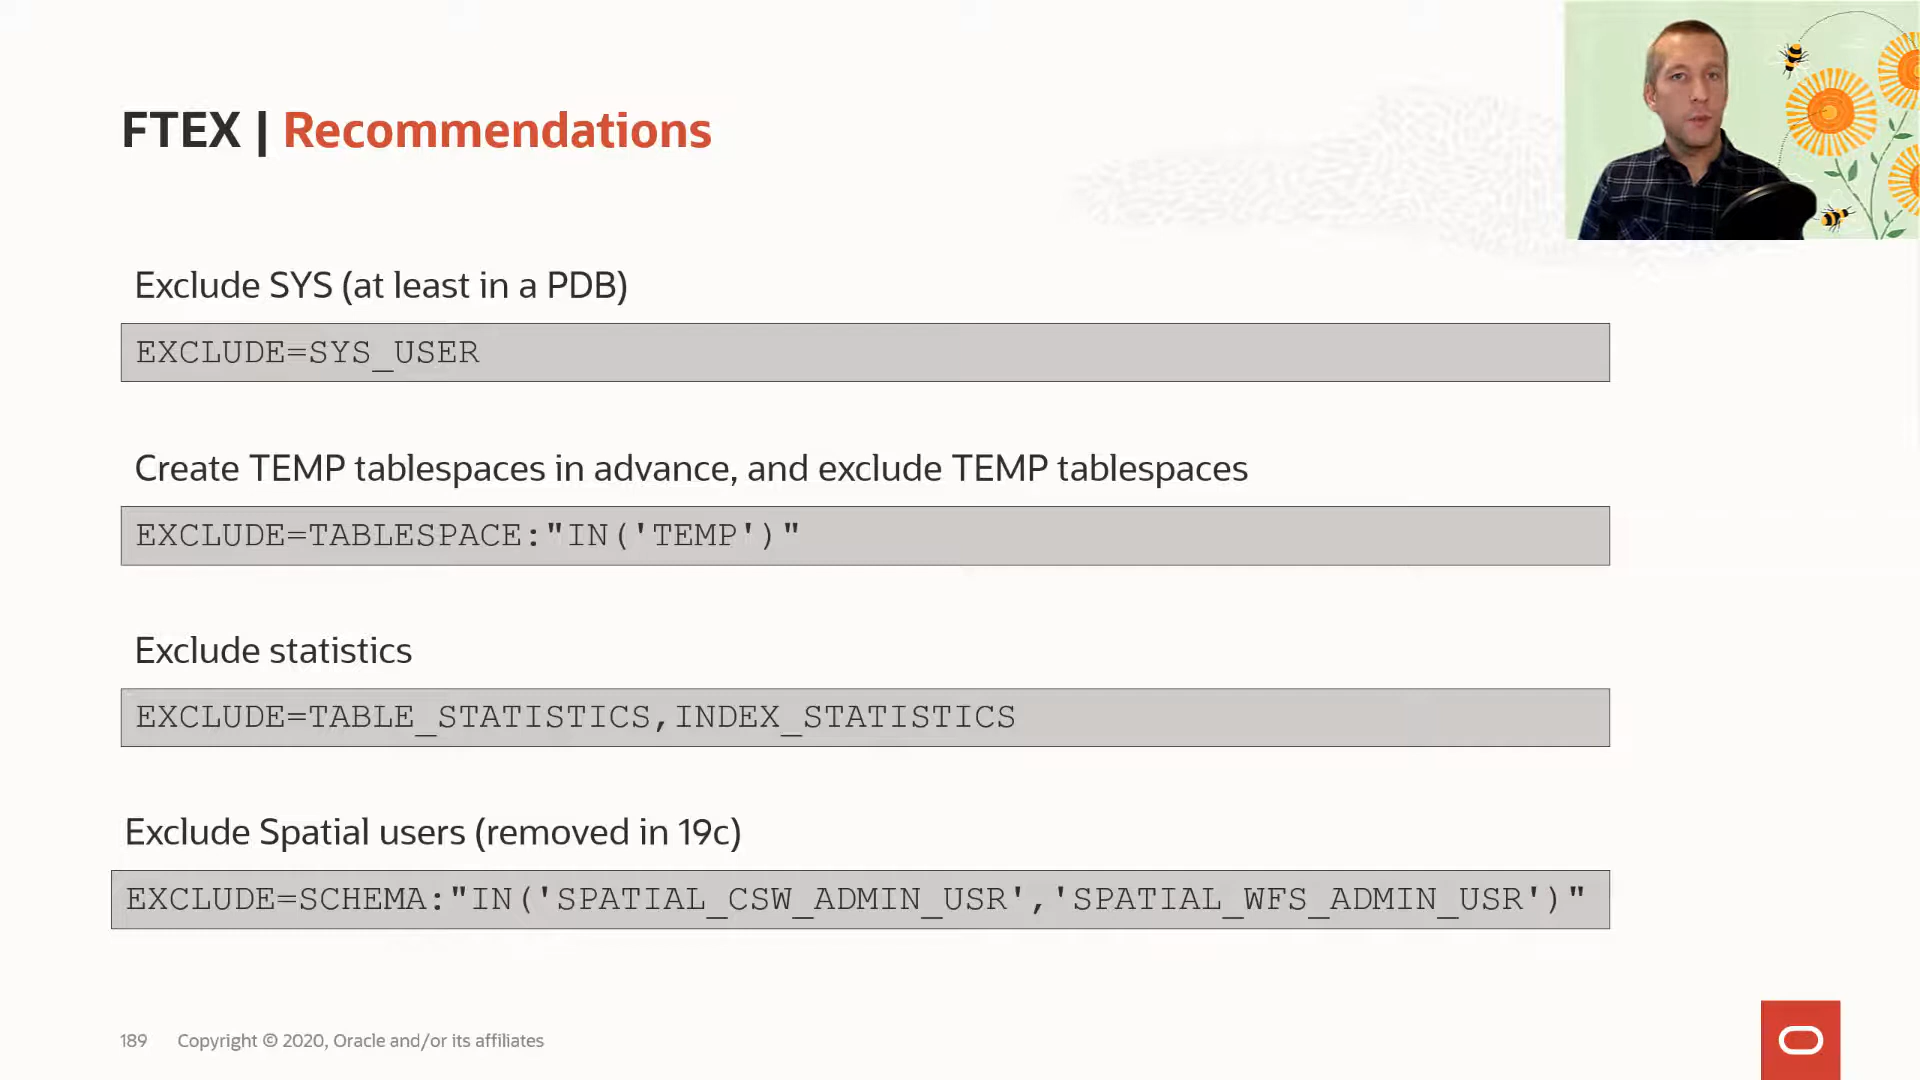 FTEX | Recommendations
Exclude SYS (at least in a PDB)
EXCLUDE=SYS_USER
Create TEMP tablespaces in advance, and exclude TEMP tablespaces
EXCLUDE=TABLESPACE:"IN('TEMP')"
Exclude statistics
EXCLUDE=TABLE_STATISTICS,INDEX_STATISTICS
Exclude Spatial users (removed in 19c)
EXCLUDE=SCHEMA:"IN('SPATIAL_CSW_ADMIN_USR','SPATIAL_WFS_ADMIN_USR')"
189 Copyright © 2020, Oracle and/or its affiliates